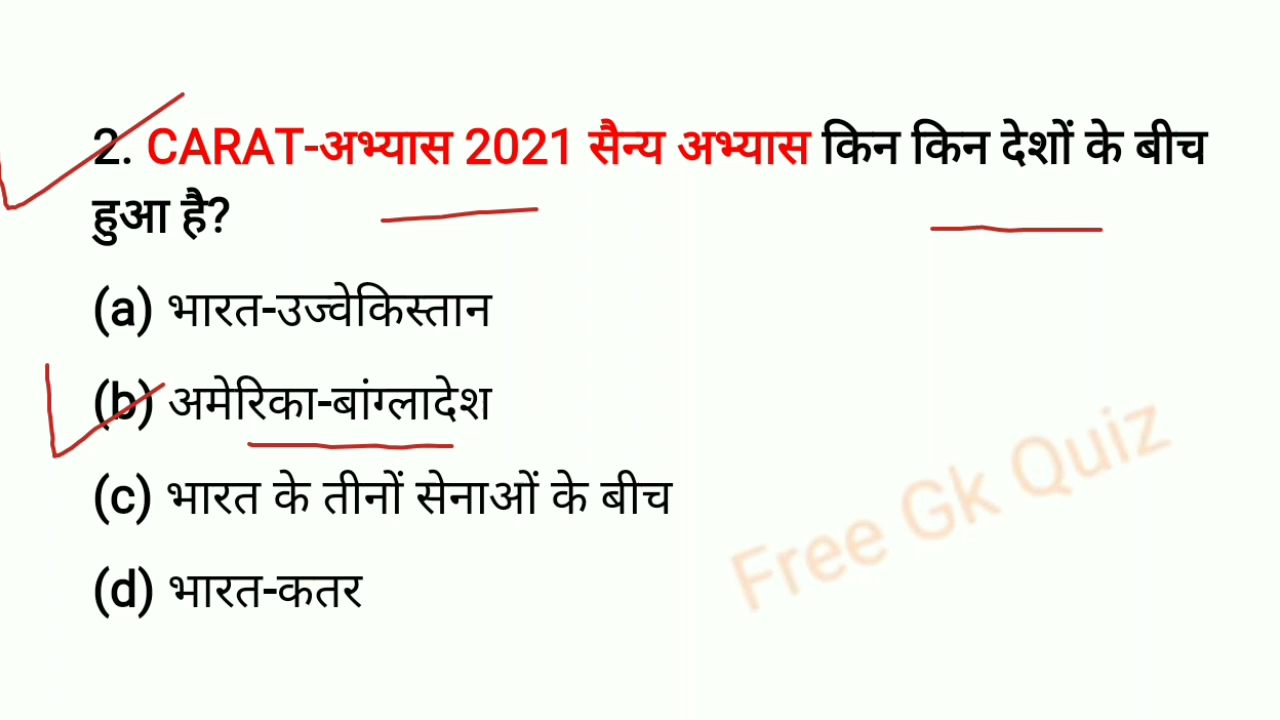 2. CARAT-अभ्यास 2021 सैन्य अभ्यास किन किन देशों के बीच
हुआ है?
(a) भारत-उज्वेकिस्तान
(b) अमेरिका-बांग्लादेश
(c) भारत के तीनों सेनाओं के बीच
(d) भारत-कतर
Free Gk Quiz